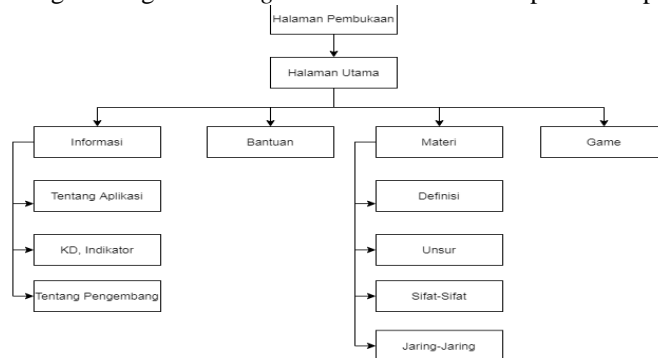 Halaman Pembukaan
Halaman Utama
Informasi
Bantuan
Materi
Game
Tentang Aplikasi
Definisi
KD, Indikator
Unsur
Tentang Pengembang
Sifat-Sifat
Jaring-Jaring